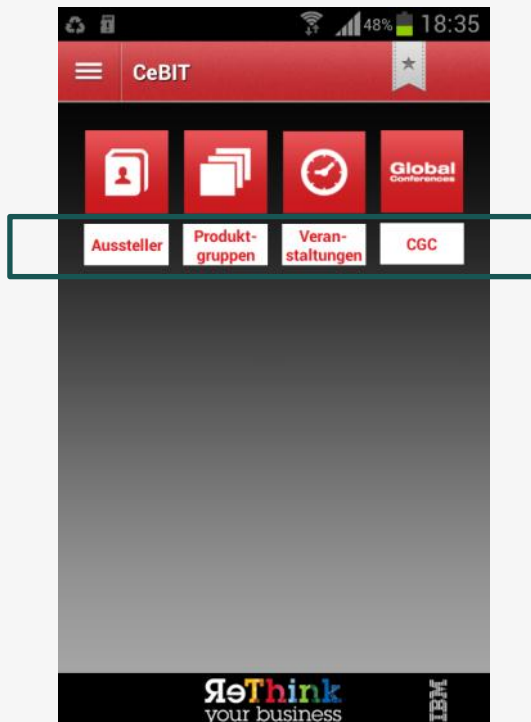 48% 18:35
CeBIT
Global
Conferences
Aussteller
Produkt-
gruppen
Veran-
staltungen
CGC
ReThink
your business
IBM